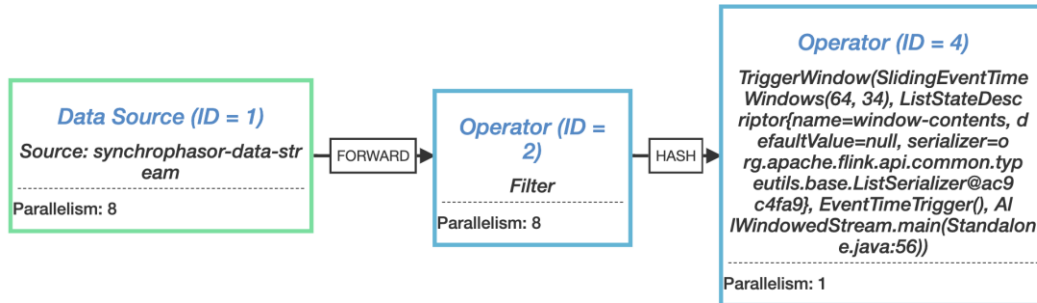 Data Source (ID = 1)
Source: synchrophasor-data-str
eam
Parallelism: 8
FORWARD
Operator (ID =
2)
Filter
Parallelism: 8
HASH
Operator (ID = 4)
TriggerWindow(SlidingEventTime
Windows(64, 34), ListStateDesc
riptor{name=window-contents, d
efaultValue=null, serializer=o
rg.apache.flink.api.common.typ
eutils.base.ListSerializer@ac9
c4fa9}, EventTimeTrigger(), Al
lWindowedStream.main(Standalon
e.java:56))
Parallelism: 1